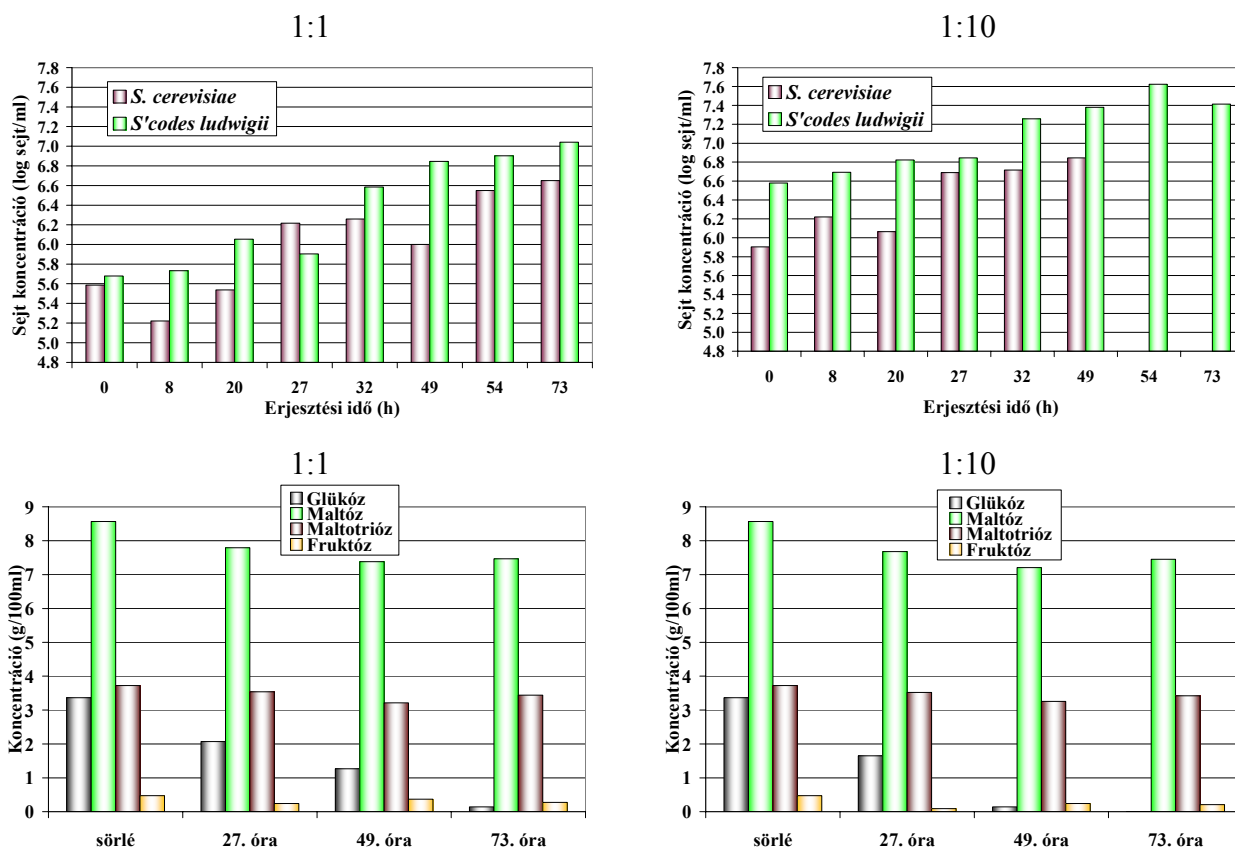 1:1
7.8
7.6
7.4
7.2
7.0
6.8
6.6
6.4
6.2
6.0
5.8
5.6
5.4
5.2
5.0
4.8
Sejt koncentráció (log sejt/ml)
S. cerevisiae
S'codes ludwigii
0 8 20 27 32 49 54 73
Erjesztési idő (h)
1:10
7.8
7.6
7.4
7.2
7.0
6.8
6.6
6.4
6.2
6.0
5.8
5.6
5.4
5.2
5.0
4.8
Sejt koncentráció (log sejt/ml)
S. cerevisiae
S'codes ludwigii
0 8 20 27 32 49 54 73
Erjesztési idő (h)
1:1
Glükóz
Maltóz
Maltotrióz
Fruktóz
9
8
7
6
5
4
3
2
1
0
Koncentráció (g/100ml)
sörlé 27. óra 49. óra 73. óra
1:10
Glükóz
Maltóz
Maltotrióz
Fruktóz
9
8
7
6
5
4
3
2
1
0
Koncentráció (g/100ml)
sörlé 27. óra 49. óra 73. óra